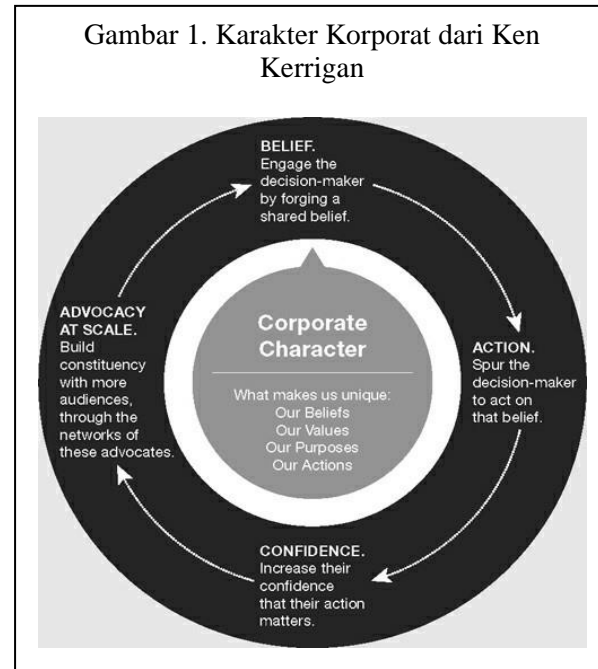 Gambar 1. Karakter Korporat dari Ken
Kerrigan
BELIEF.
Engage the
decision-maker
by forging a
shared belief.
ACTION.
Spur the
decision-maker
to act on
that belief.
CONFIDENCE.
Increase their
confidence
that their action
matters.
ADVOCACY
AT SCALE.
Build
constituency
with more
audiences,
through the
networks of
these advocates.
Corporate
Character
What makes us unique:
Our Beliefs
Our Values
Our Purposes
Our Actions